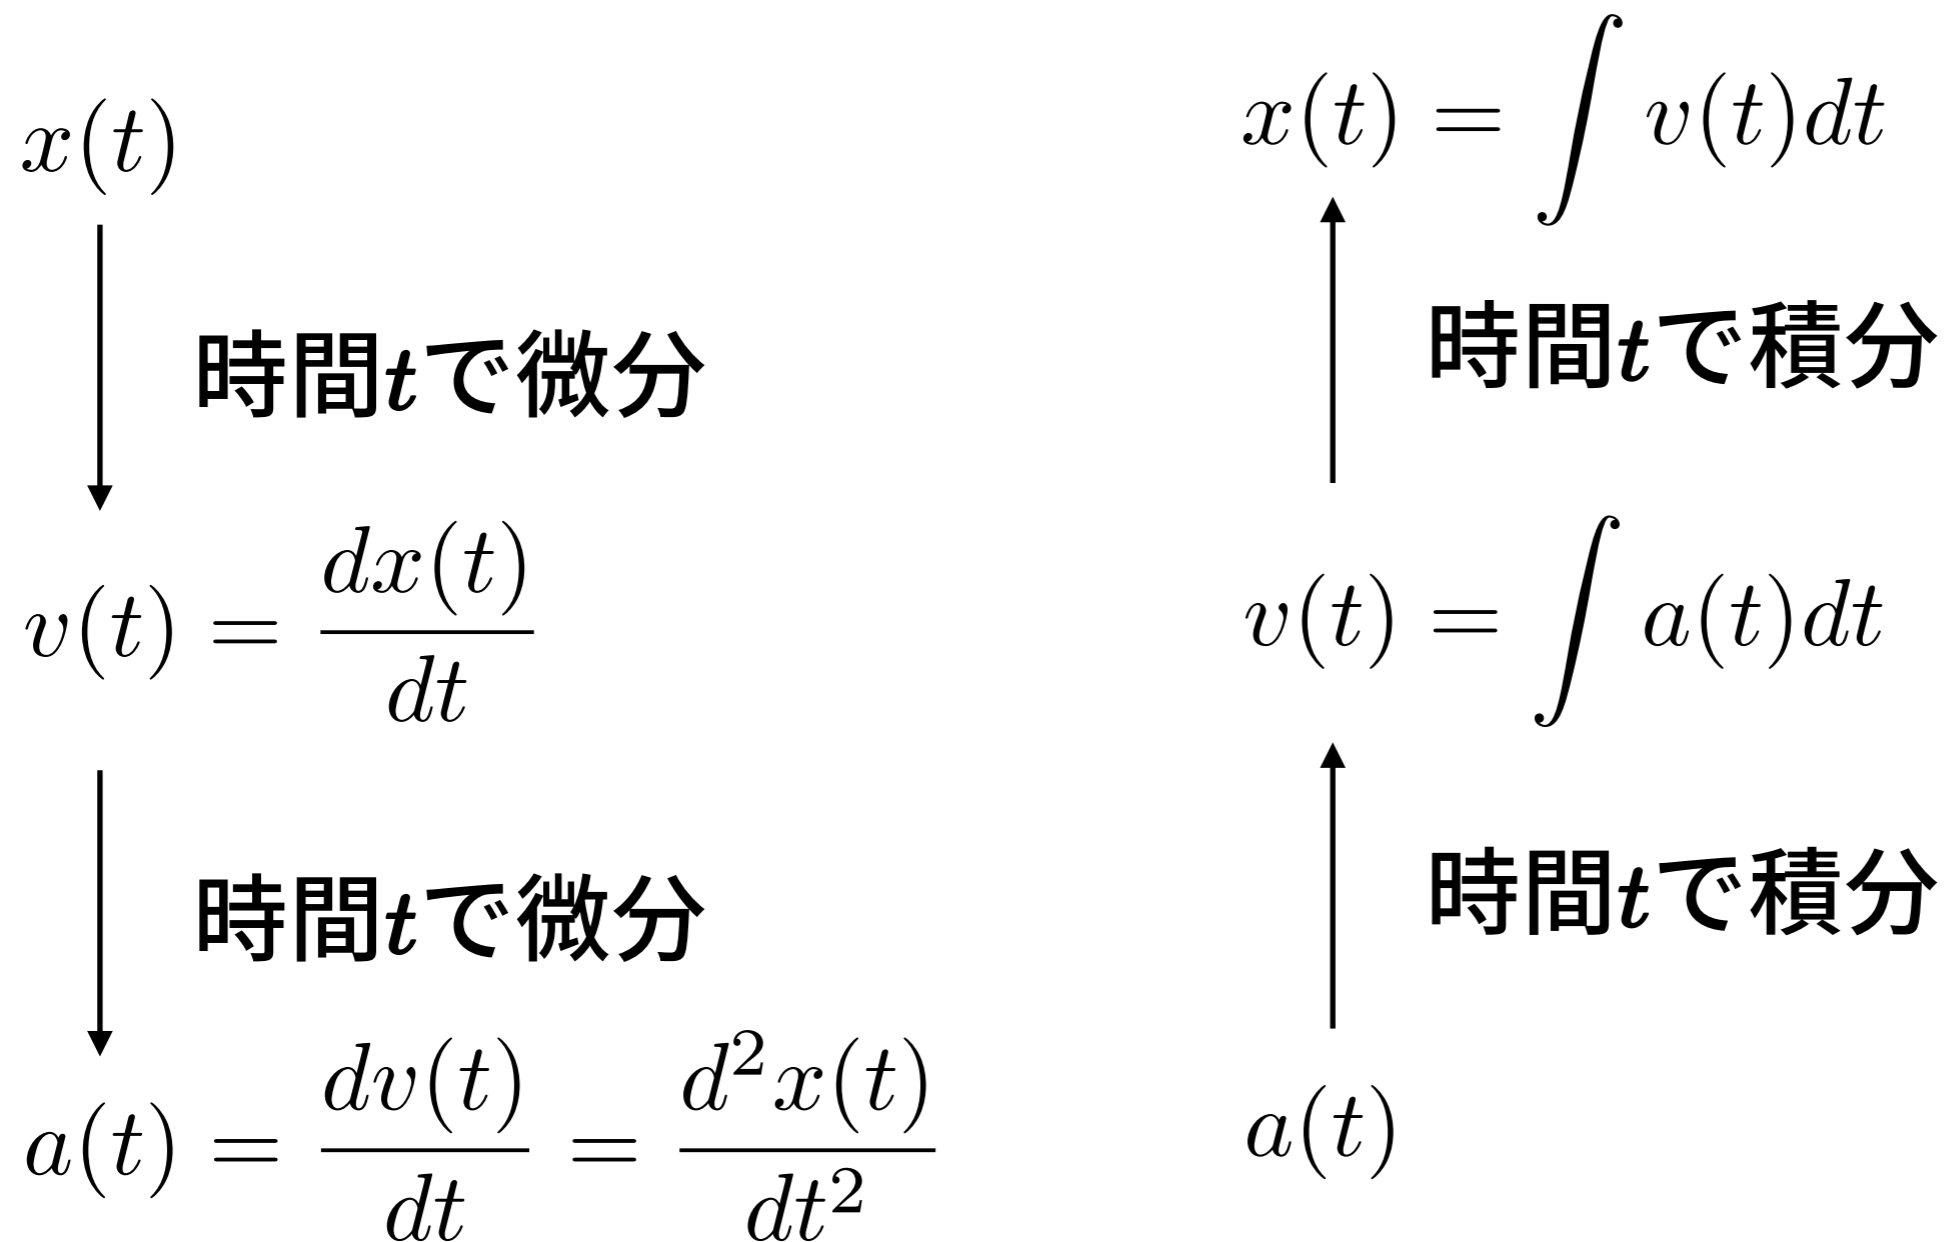 x(t)
時間tで微分
v(t) = dx(t)/dt
時間tで微分
a(t) = dv(t)/dt = d²x(t)/dt²
x(t) = ∫ v(t)dt
時間tで積分
v(t) = ∫ a(t)dt
時間tで積分
a(t)